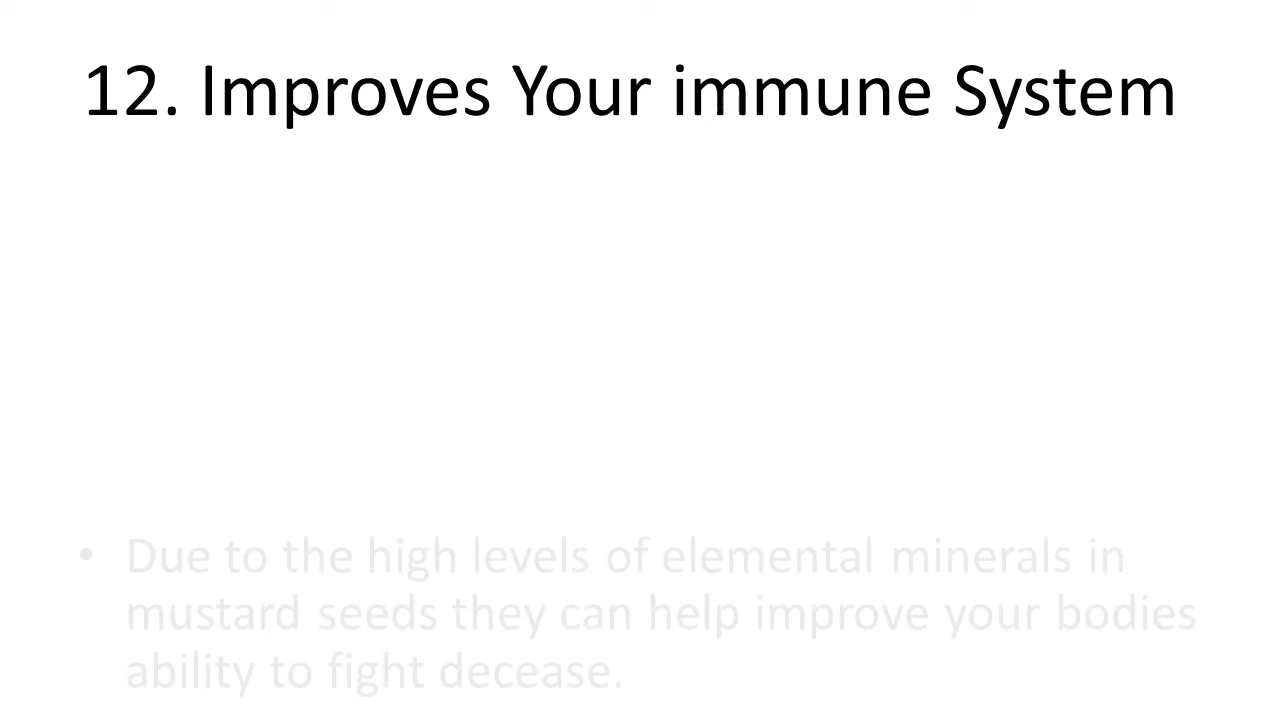 12. Improves Your immune System
• Due to the high levels of elemental minerals in
mustard seeds they can help improve your bodies
ability to fight decease.